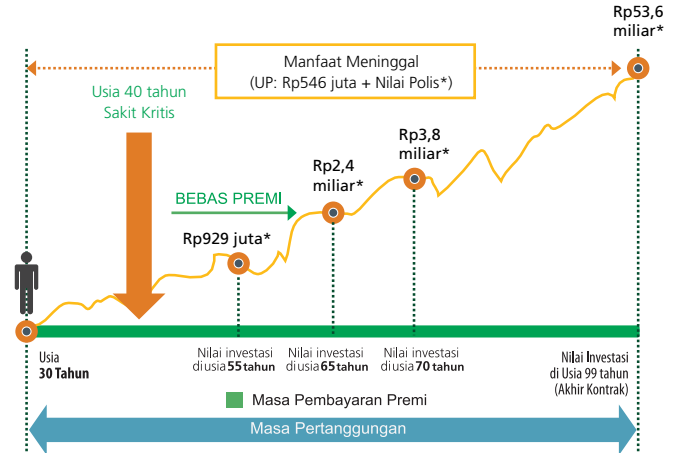 Rp53,6
miliar*
Manfaat Meninggal
(UP: Rp546 juta + Nilai Polis*)
Usia 40 tahun
Sakit Kritis
Rp3,8
miliar*
Rp2,4
miliar*
BEBAS PREMI
Rp929 juta*
Usia
30 Tahun
Nilai investasi
di usia 55 tahun
Nilai investasi
di usia 65 tahun
Nilai investasi
di usia 70 tahun
Nilai Investasi
di Usia 99 tahun
(Akhir Kontrak)
Masa Pembayaran Premi
Masa Pertanggungan